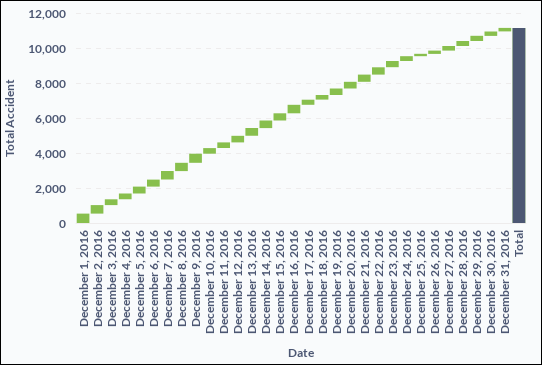 12,000
10,000
8,000
6,000
4,000
2,000
0
Total Accident
December 1, 2016
December 2, 2016
December 3, 2016
December 4, 2016
December 5, 2016
December 6, 2016
December 7, 2016
December 8, 2016
December 9, 2016
December 10, 2016
December 11, 2016
December 12, 2016
December 13, 2016
December 14, 2016
December 15, 2016
December 16, 2016
December 17, 2016
December 18, 2016
December 19, 2016
December 20, 2016
December 21, 2016
December 22, 2016
December 23, 2016
December 24, 2016
December 25, 2016
December 26, 2016
December 27, 2016
December 28, 2016
December 29, 2016
December 30, 2016
December 31, 2016
Total
Date